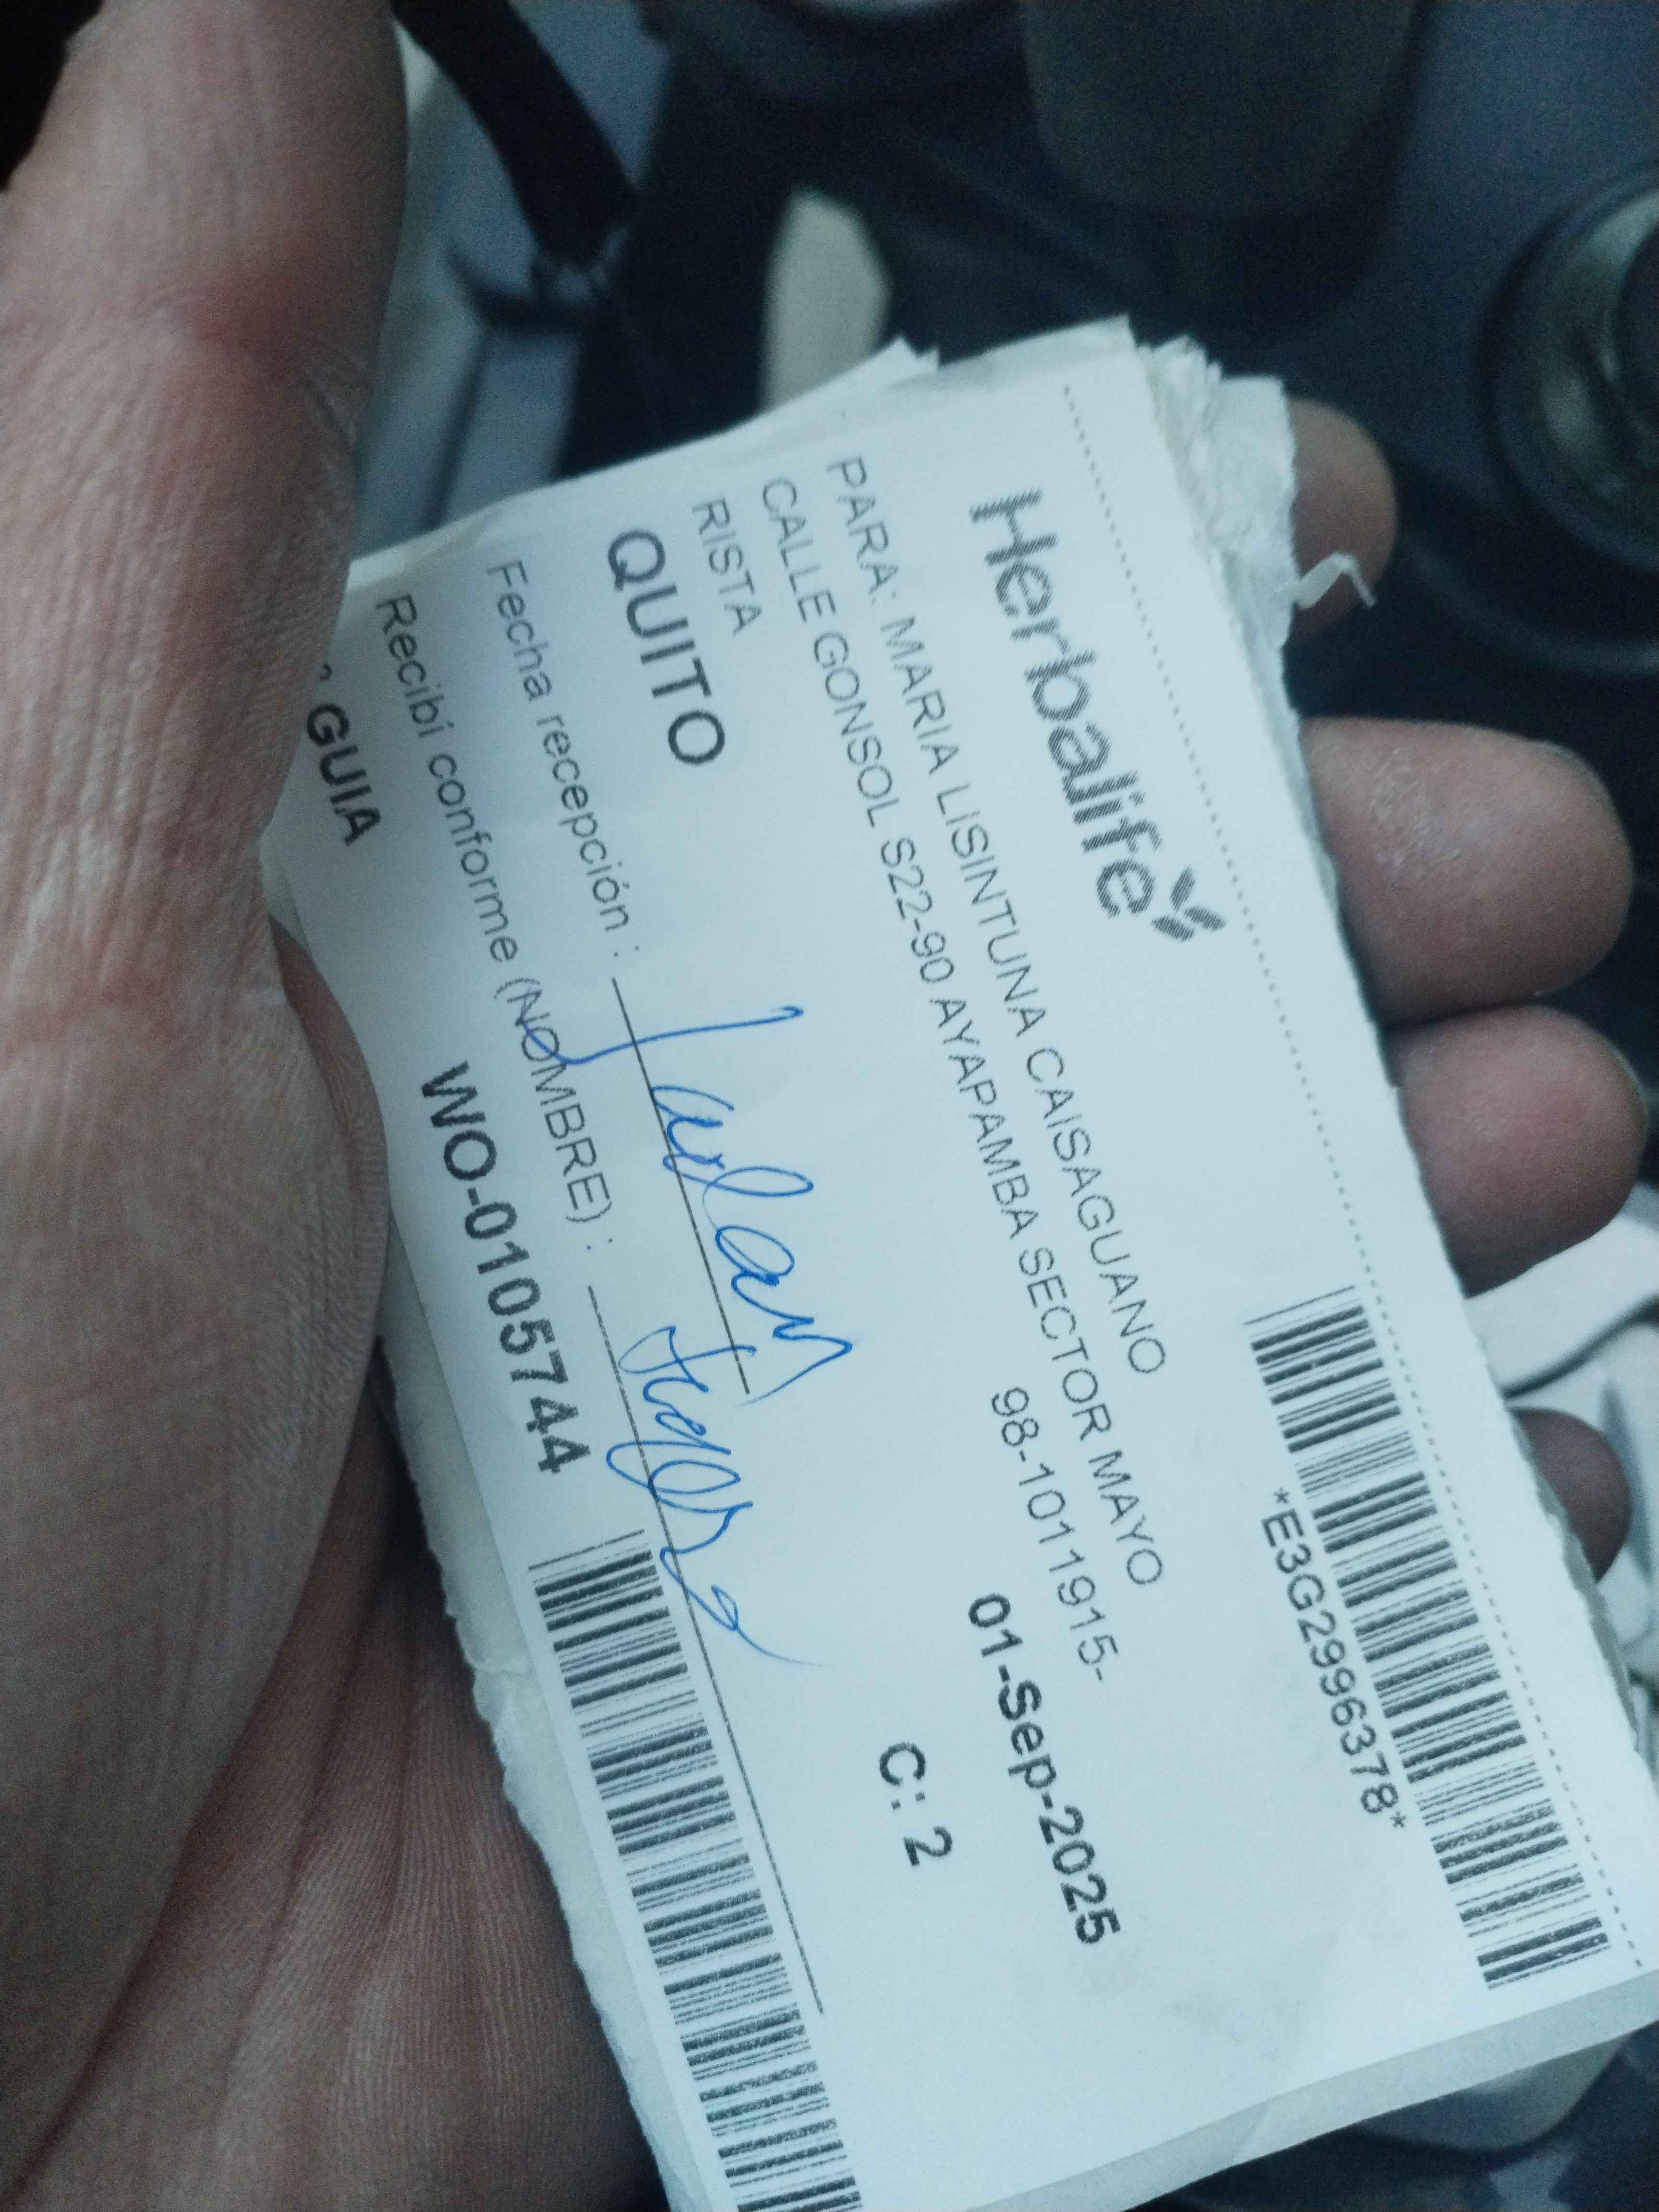 Herbalife
*E3G2996378*
PARA: MARIA LISINTUNA CAISAGUANO
CALLE GONSOL S22-90 AYAPAMBA SECTOR MAYO
RISTA
98-1011915-
QUITO
01-Sep-2025
Fecha recepción :
C: 2
Recibí conforme (NOMBRE) :
GUIA
WO-0105744